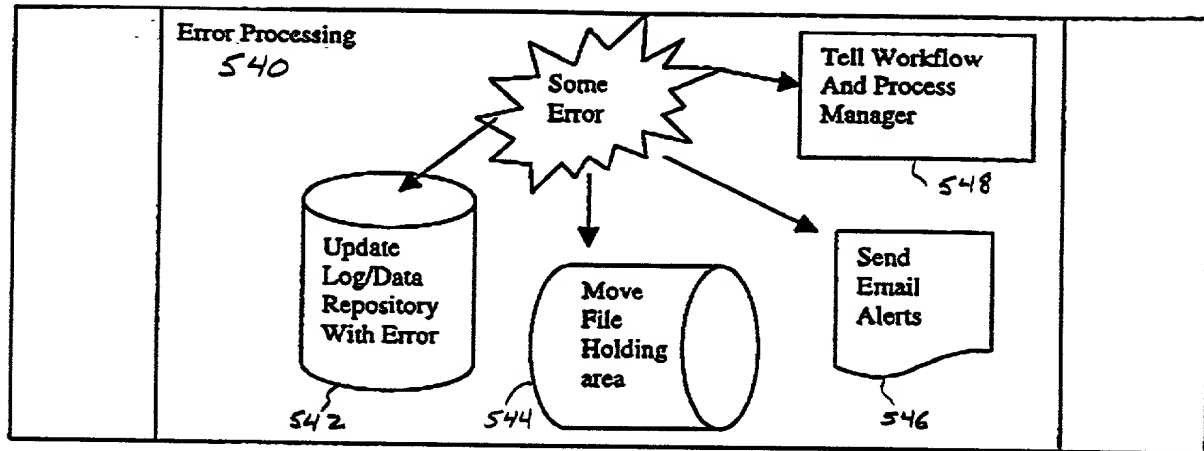 Error Processing
540
Some
Error
Tell Workflow
And Process
Manager
548
Update
Log/Data
Repository
With Error
542
Move
File
Holding
area
544
Send
Email
Alerts
546